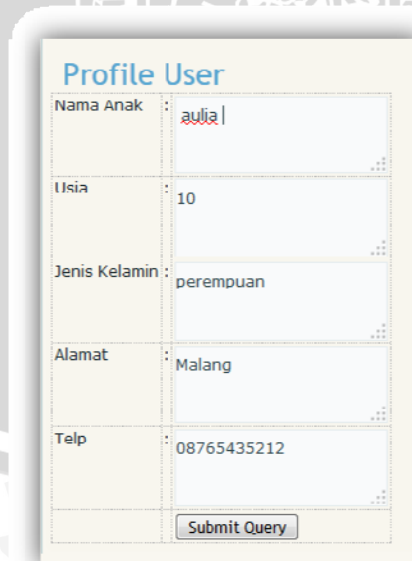 Profile User
Nama Anak : aulia
Usia : 10
Jenis Kelamin : perempuan
Alamat : Malang
Telp : 08765435212
Submit Query